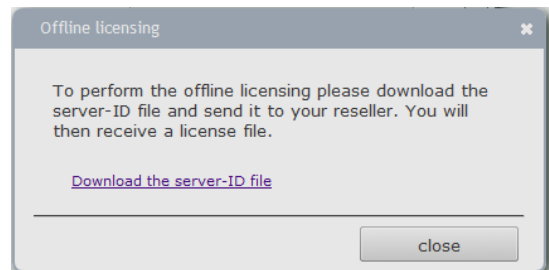 Offline licensing
To perform the offline licensing please download the
server-ID file and send it to your reseller. You will
then receive a license file.
Download the server-ID file
close